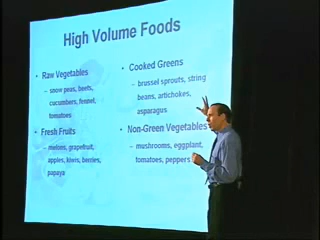 High Volume Foods
• Raw Vegetables
– snow peas, beets,
cucumbers, fennel,
tomatoes
• Fresh Fruits
– melons, grapefruit,
apples, kiwis, berries,
papaya
• Cooked Greens
– brussel sprouts, string
beans, artichokes,
asparagus
• Non-Green Vegetables
– mushrooms, eggplant,
tomatoes, peppers